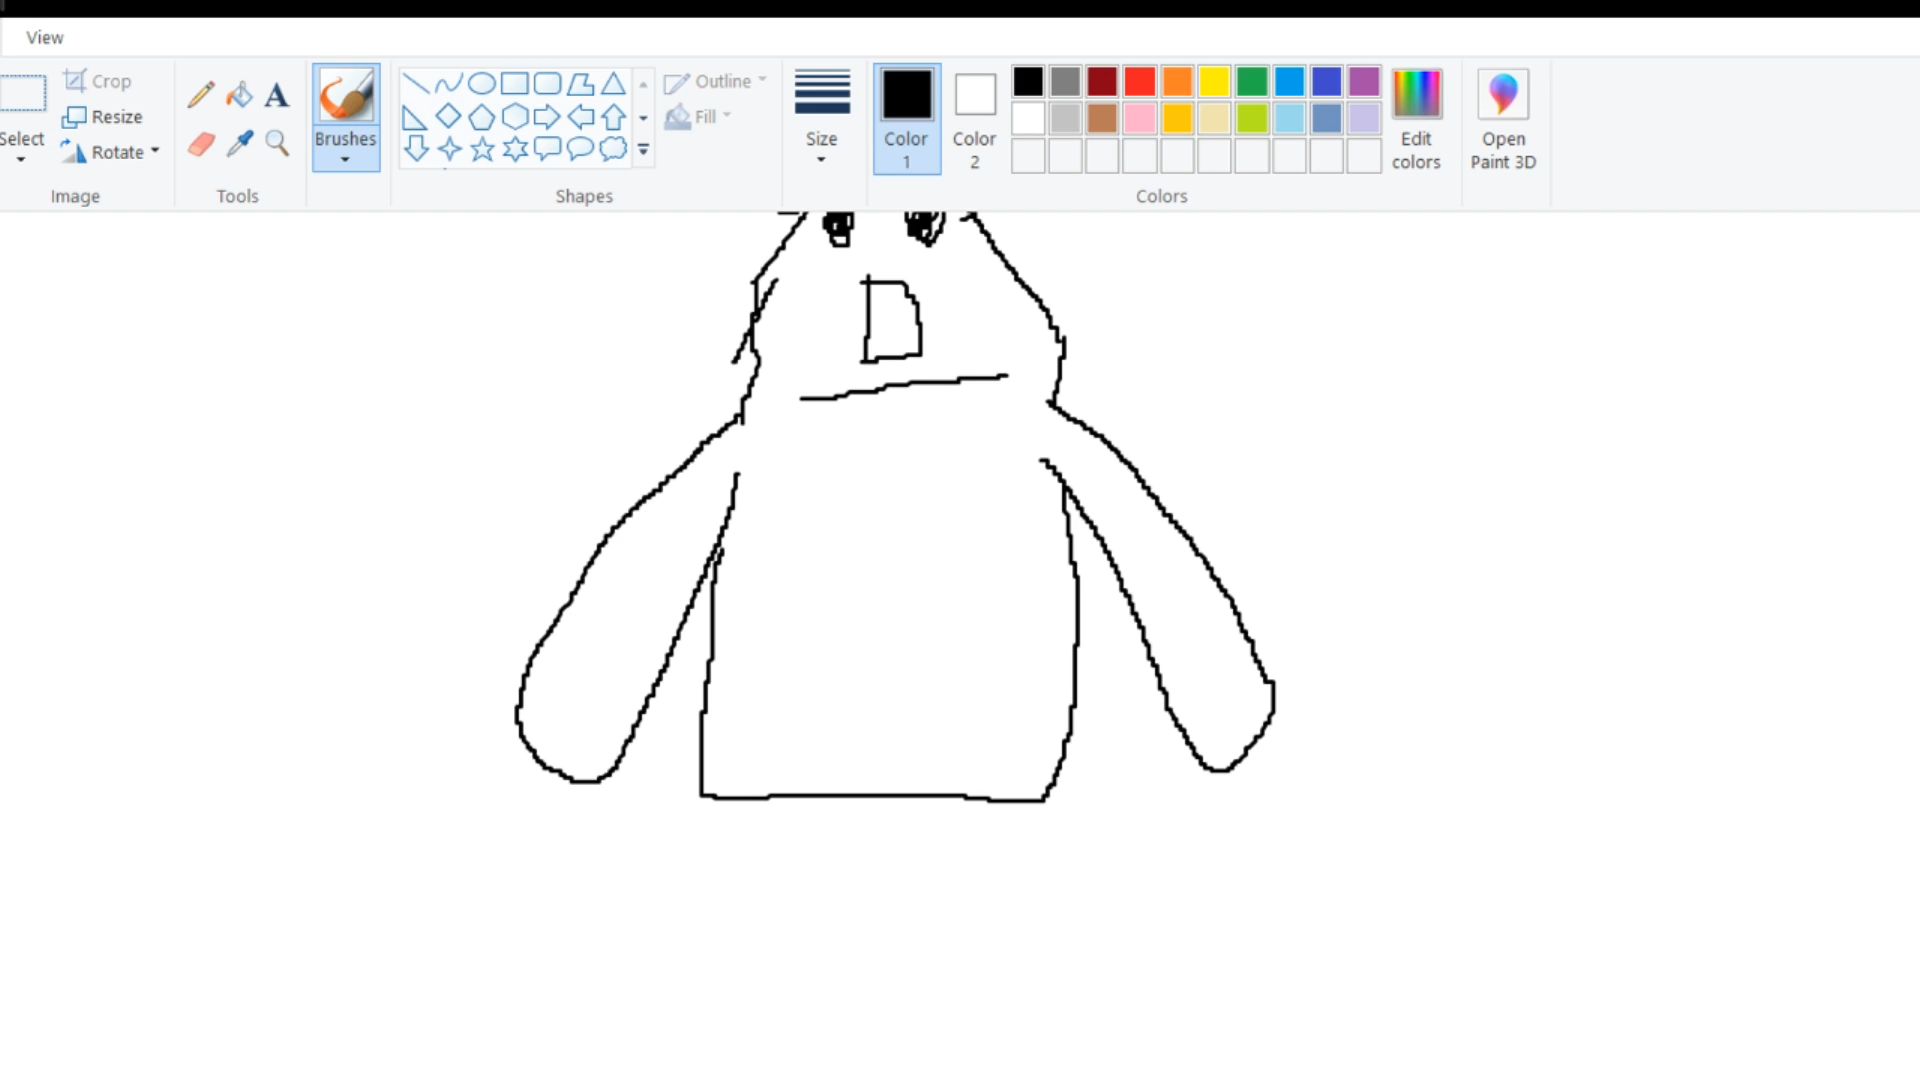 View
Crop
Resize
Rotate
Select
Image
A
Tools
Brushes
Shapes
Outline
Fill
Size
Color
1
Color
2
Colors
Edit
colors
Open
Paint 3D